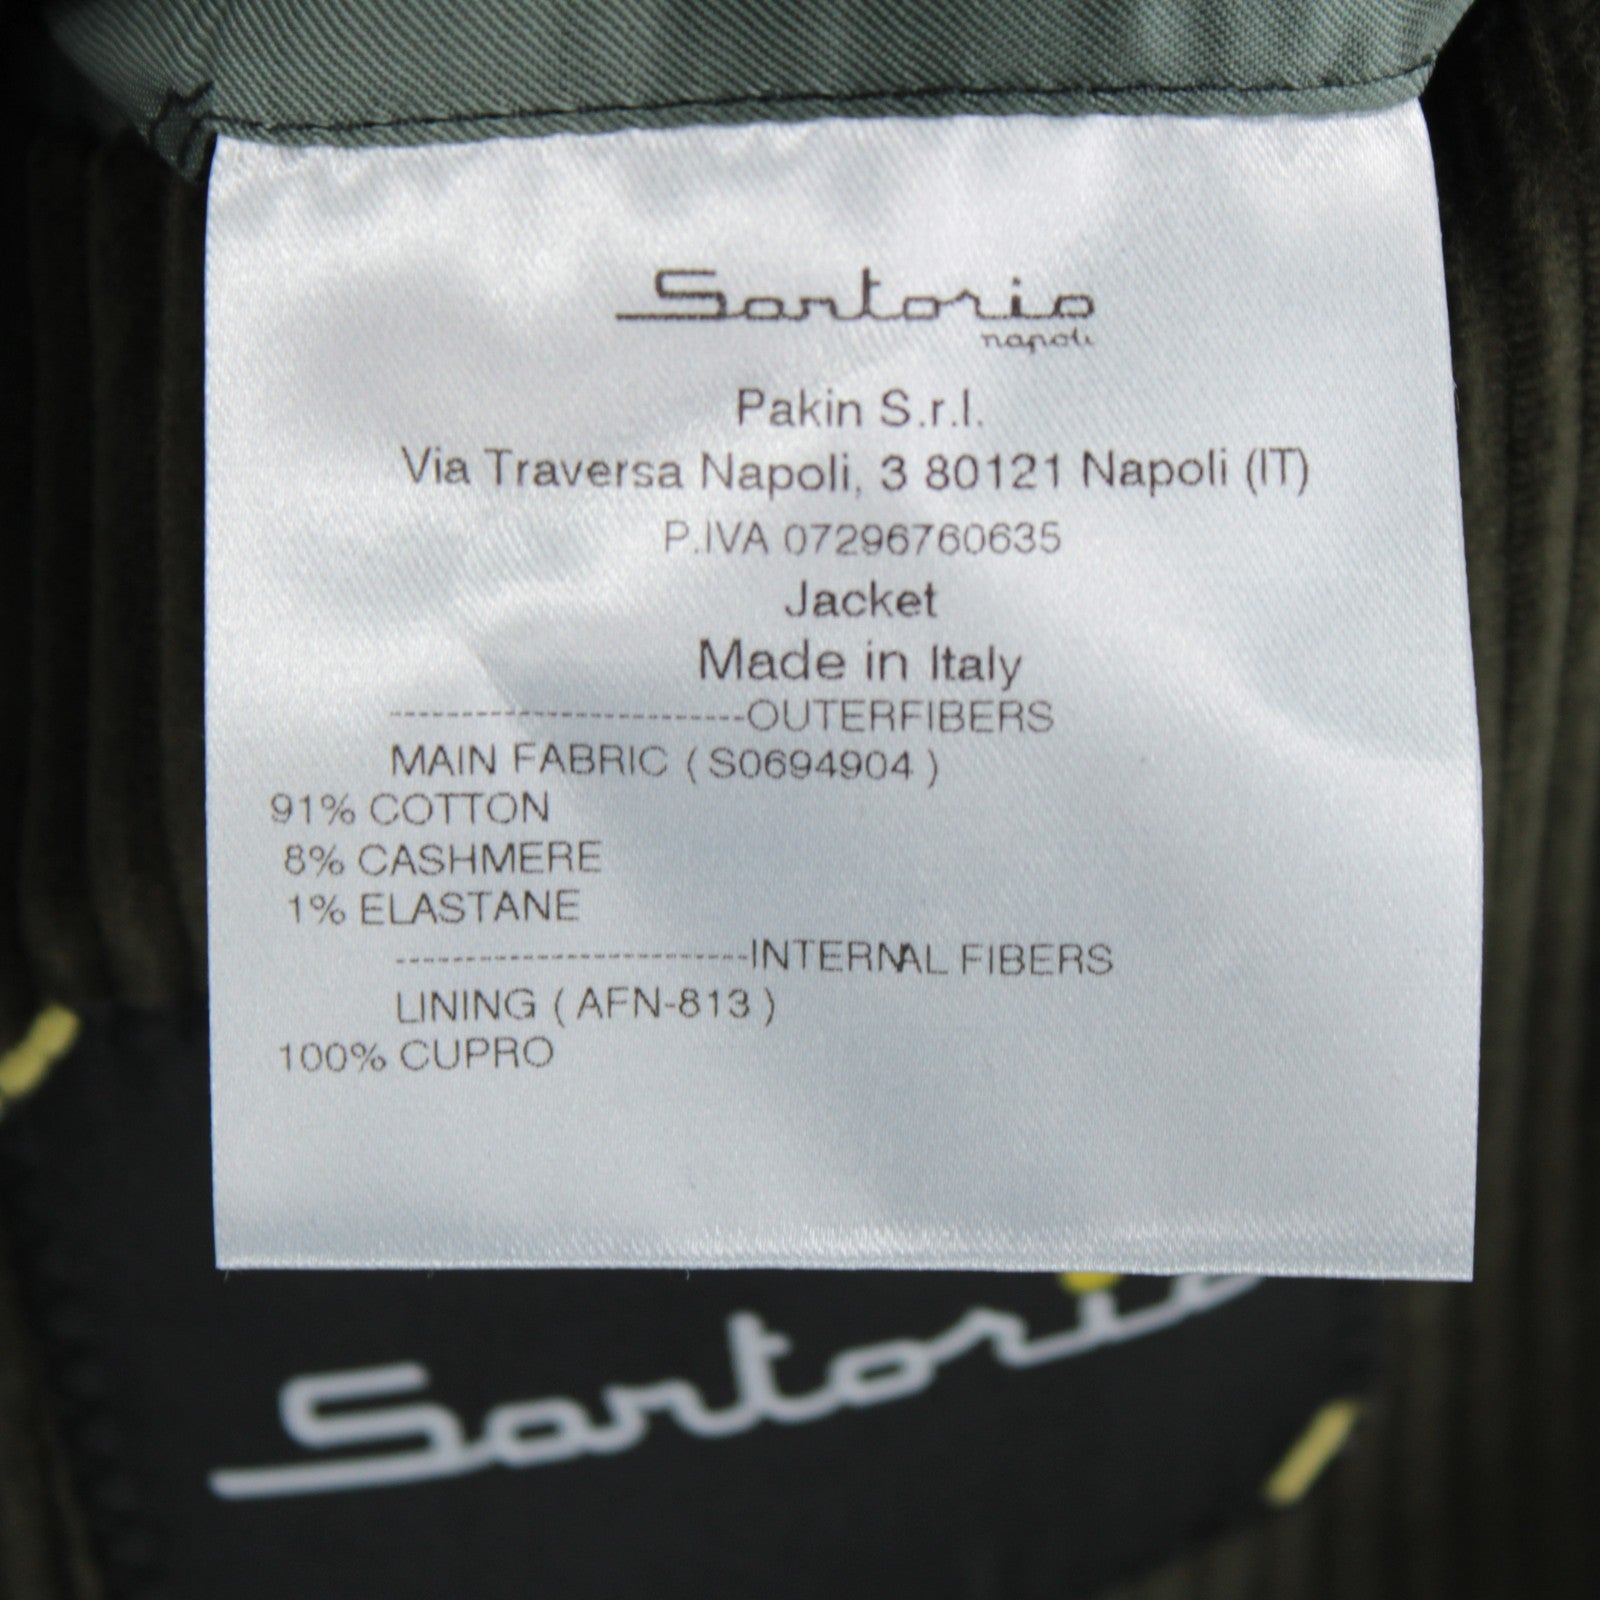 Sartorio
napoli
Pakin S.r.l.
Via Traversa Napoli, 3 80121 Napoli (IT)
P.IVA 07296760635
Jacket
Made in Italy
-------------------------OUTERFIBERS
MAIN FABRIC ( S0694904 )
91% COTTON
8% CASHMERE
1% ELASTANE
-------------------------INTERNAL FIBERS
LINING ( AFN-813 )
100% CUPRO
Sartorio